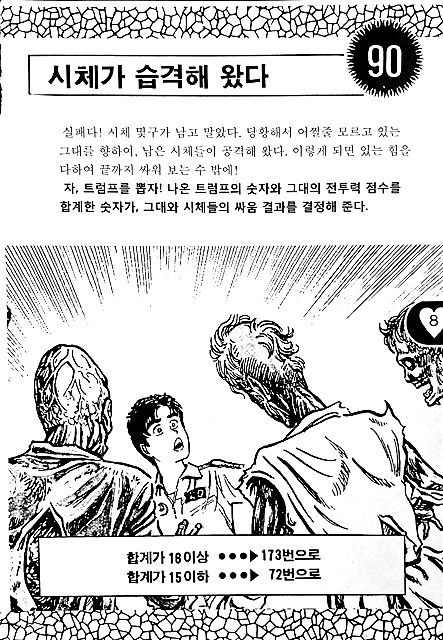 90
시체가 습격해 왔다
실패다! 시체 몇구가 남고 말았다. 당황해서 어쩔줄 모르고 있는
그대를 향하여, 남은 시체들이 공격해 왔다. 이렇게 되면 있는 힘을
다하여 끝까지 싸워 보는 수 밖에!
자, 트럼프를 뽑자! 나온 트럼프의 숫자와 그대의 전투력 점수를
합계한 숫자가, 그대와 시체들의 싸움 결과를 결정해 준다.
8
합계가 16이상 ●●●▶173번으로
합계가 15이하 ●●●▶ 72번으로